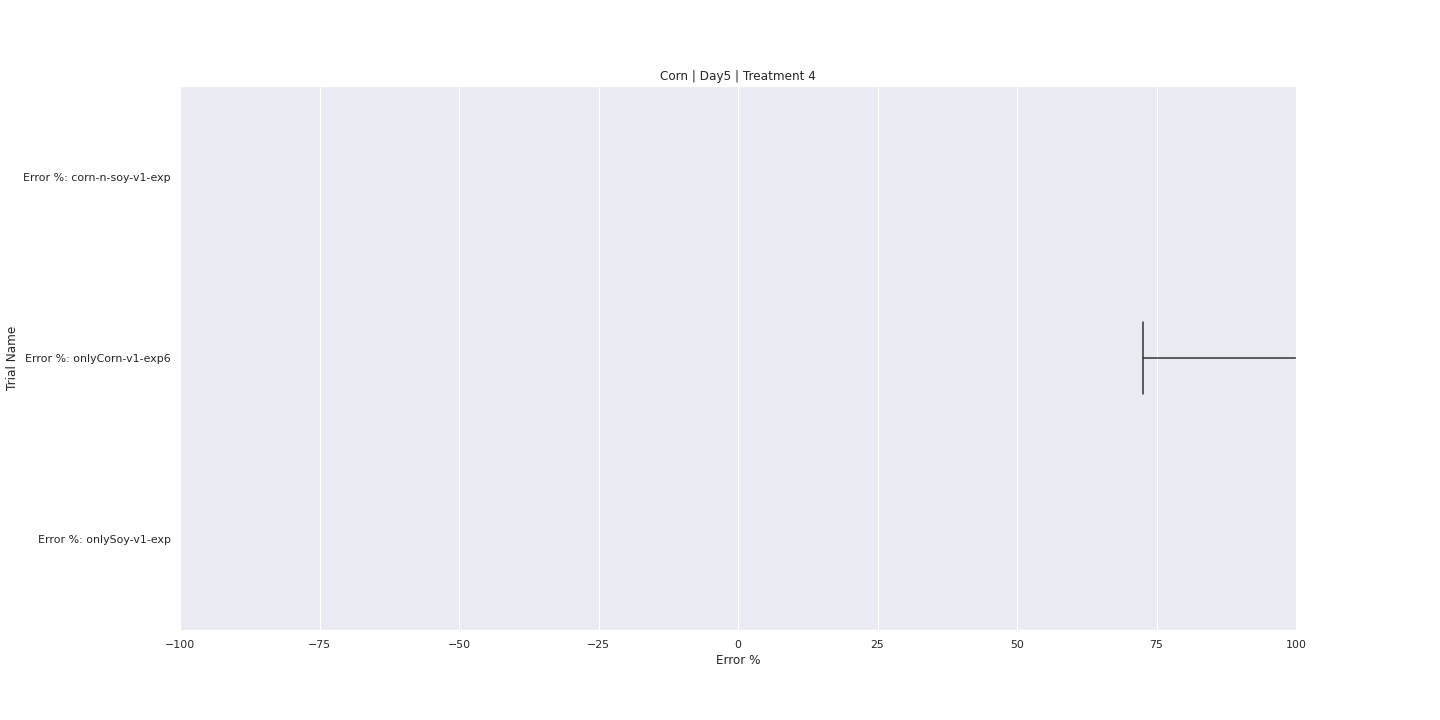 Corn | Day5 | Treatment 4
Error %: corn-n-soy-v1-exp
Error %: onlyCorn-v1-exp6
Error %: onlySoy-v1-exp
Trial Name
−100 −75 −50 −25 0 25 50 75 100
Error %